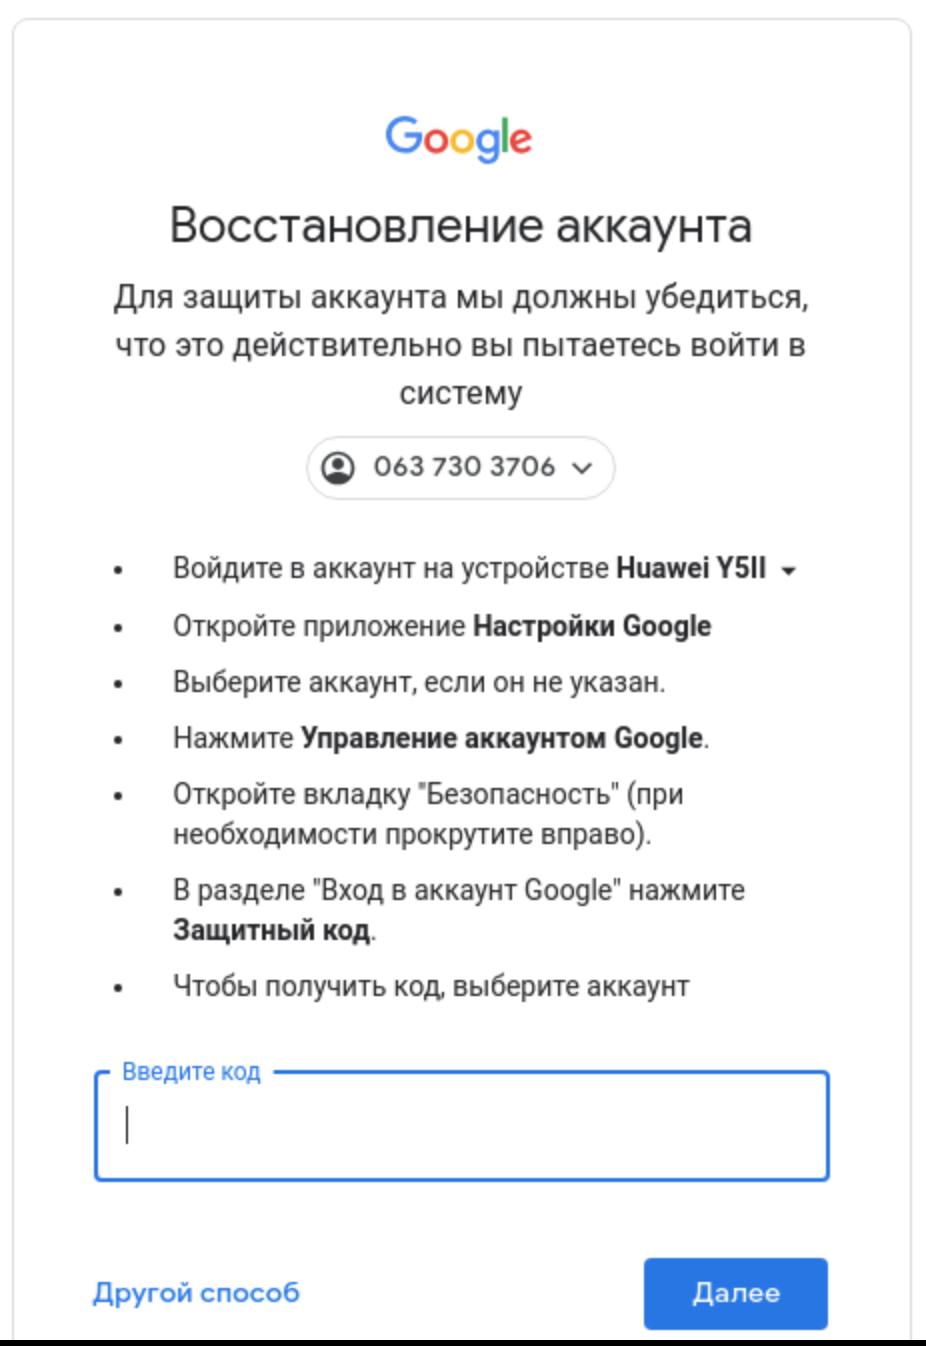 Google
Восстановление аккаунта
Для защиты аккаунта мы должны убедиться,
что это действительно вы пытаетесь войти в
систему
063 730 3706
• Войдите в аккаунт на устройстве Huawei Y5II
• Откройте приложение Настройки Google
• Выберите аккаунт, если он не указан.
• Нажмите Управление аккаунтом Google.
• Откройте вкладку "Безопасность" (при
необходимости прокрутите вправо).
• В разделе "Вход в аккаунт Google" нажмите
Защитный код.
• Чтобы получить код, выберите аккаунт
Введите код
Другой способ
Далее